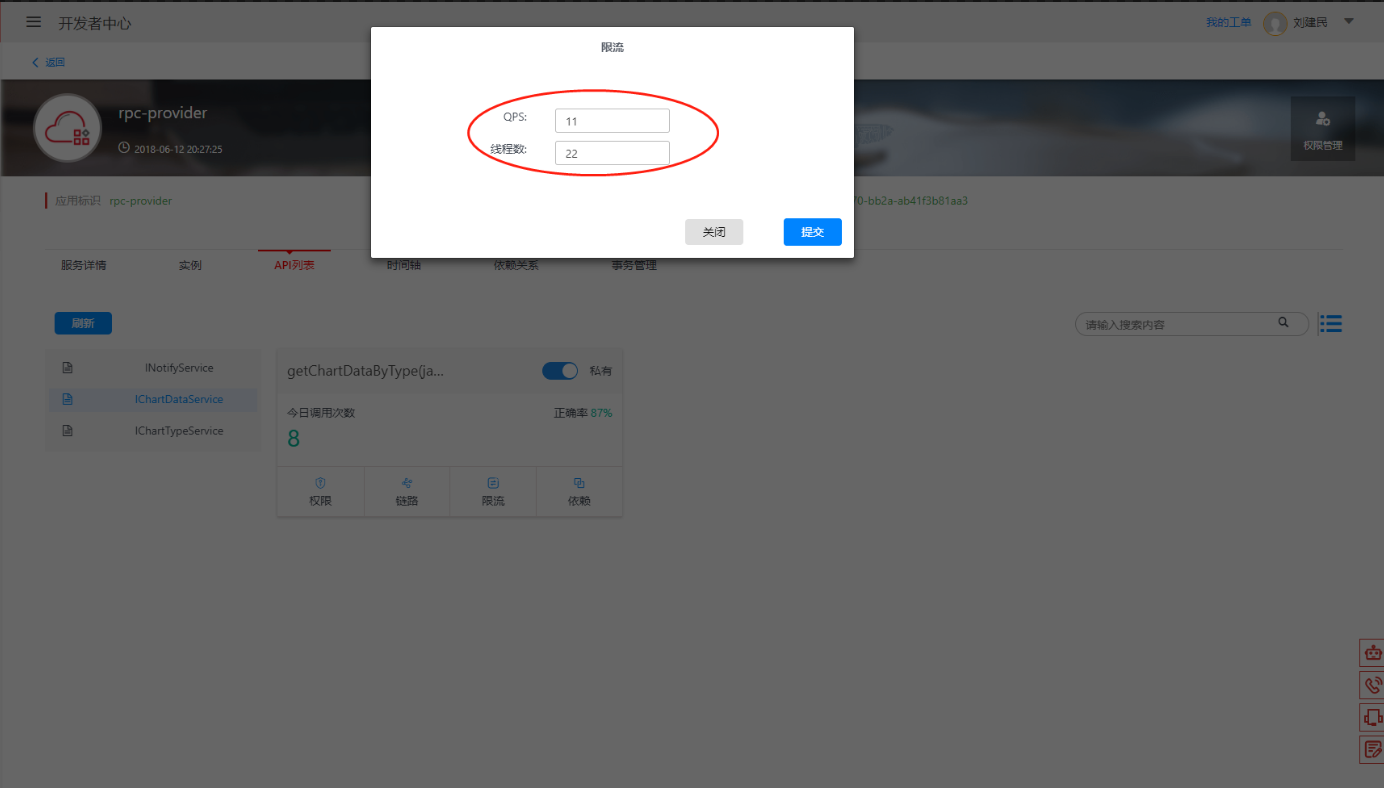 开发者中心
我的工单
刘建民
返回
限流
QPS:
11
线程数:
22
关闭
提交
rpc-provider
2018-06-12 20:27:25
权限管理
应用标识 rpc-provider
70-bb2a-ab41f3b81aa3
服务详情
实例
API列表
时间轴
依赖关系
事务管理
刷新
请输入搜索内容
INotifyService
IChartDataService
IChartTypeService
getChartDataByType(ja...
私有
今日调用次数
正确率 87%
8
权限
链路
限流
依赖